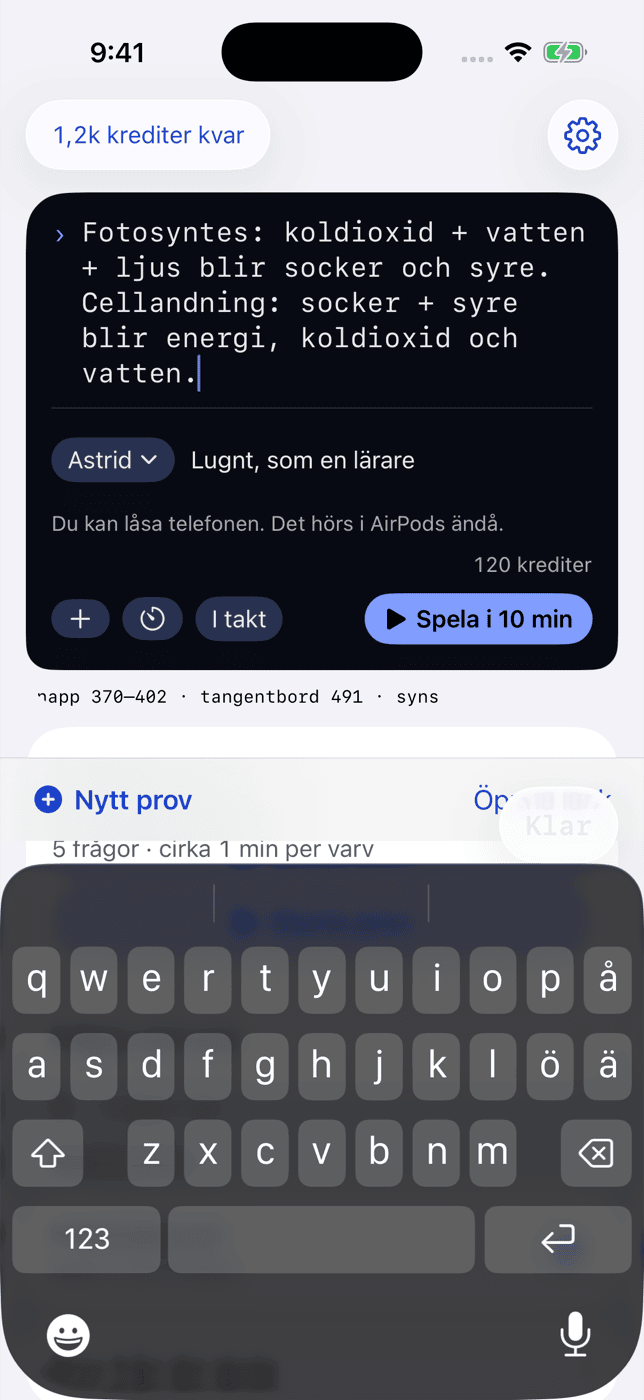 9:41
1,2k krediter kvar
› Fotosyntes: koldioxid + vatten
+ ljus blir socker och syre.
Cellandning: socker + syre
blir energi, koldioxid och
vatten.
Astrid Lugnt, som en lärare
Du kan låsa telefonen. Det hörs i AirPods ändå.
120 krediter
I takt Spela i 10 min
370–402 · tangentbord 491 · syns
Nytt prov
Klar
5 frågor · cirka 1 min per varv
q w e r t y u i o p å
a s d f g h j k l ö ä
z x c v b n m
123